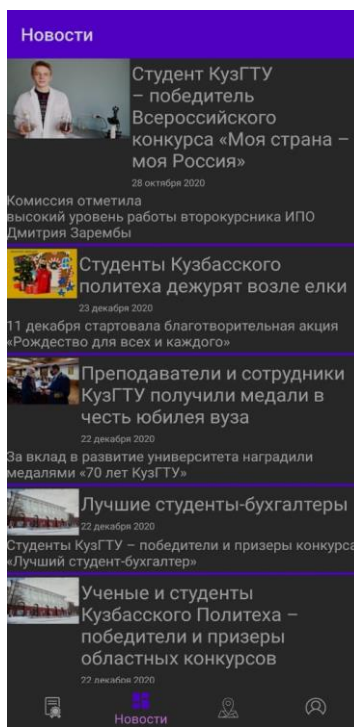 Новости
Студент КузГТУ
– победитель
Всероссийского
конкурса «Моя страна –
моя Россия»
28 октября 2020
Комиссия отметила
высокий уровень работы второкурсника ИПО
Дмитрия Зарембы
Студенты Кузбасского
политеха дежурят возле елки
23 декабря 2020
11 декабря стартовала благотворительная акция
«Рождество для всех и каждого»
Преподаватели и сотрудники
КузГТУ получили медали в
честь юбилея вуза
22 декабря 2020
За вклад в развитие университета наградили
медалями «70 лет КузГТУ»
Лучшие студенты-бухгалтеры
22 декабря 2020
Студенты КузГТУ – победители и призеры конкурса
«Лучший студент-бухгалтер»
Ученые и студенты
Кузбасского Политеха –
победители и призеры
областных конкурсов
22 декабря 2020
Новости